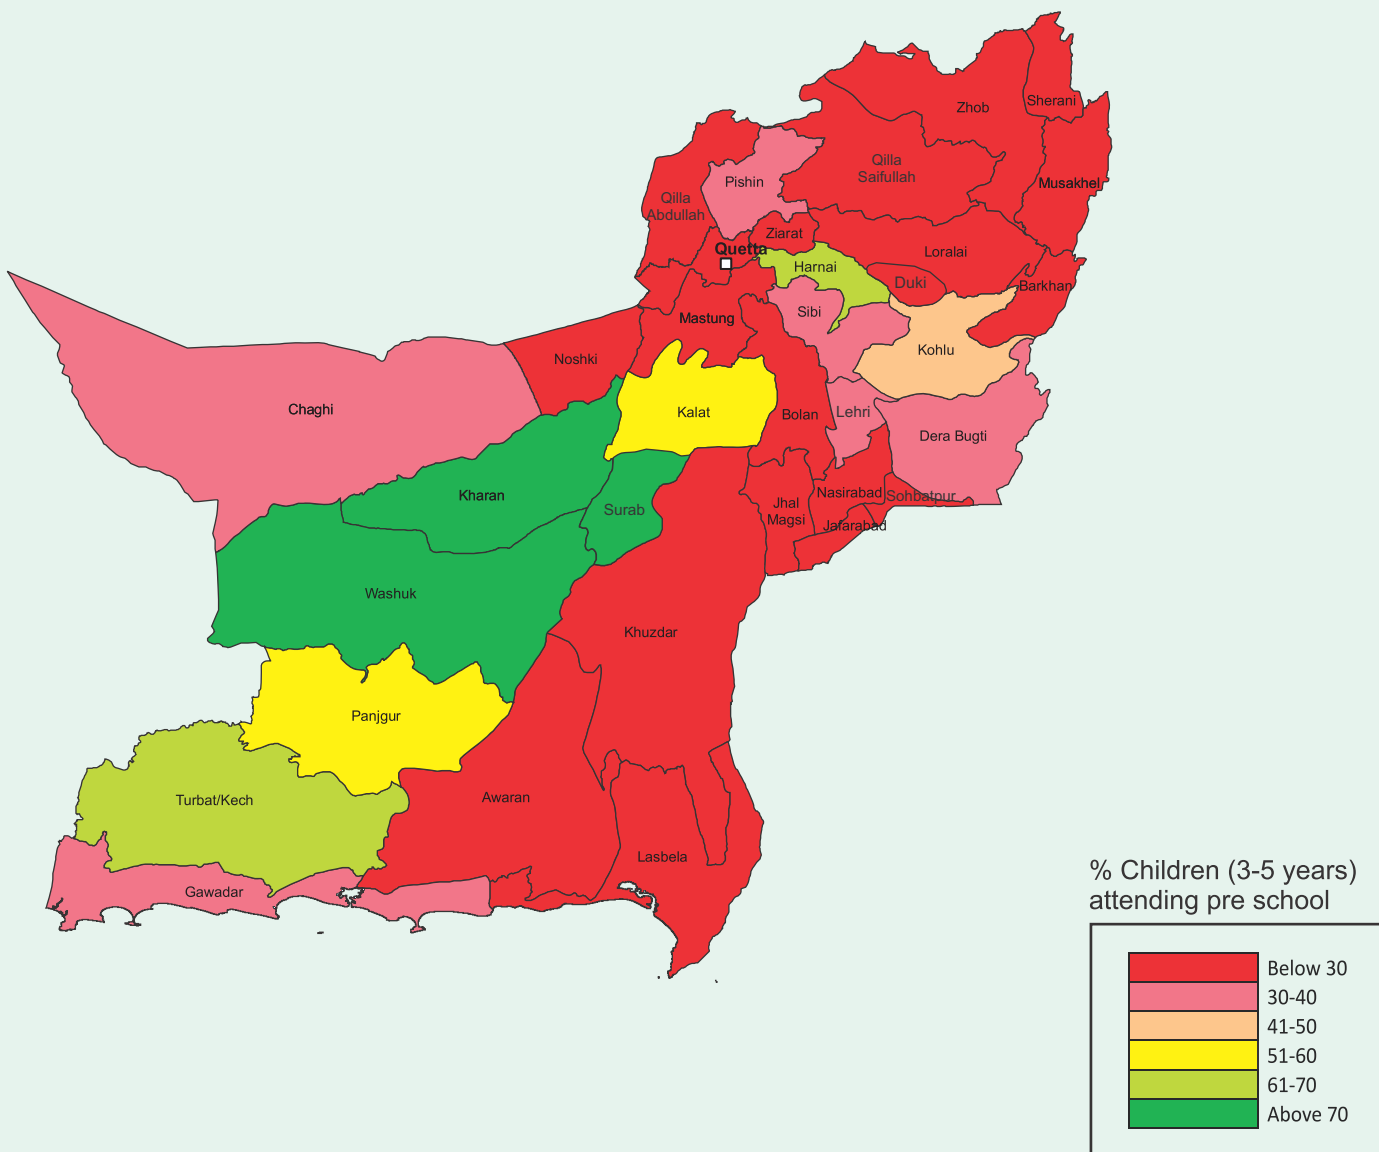 Zhob
Sherani
Qilla
Saifullah
Musakhel
Pishin
Qilla
Abdullah
Ziarat
Quetta
Loralai
Harnai
Duki
Barkhan
Sibi
Mastung
Kohlu
Noshki
Chaghi
Kalat
Bolan
Lehri
Dera Bugti
Kharan
Nasirabad
Sohbatpur
Surab
Jhal
Magsi
Jafarabad
Washuk
Khuzdar
Panjgur
Turbat/Kech
Awaran
Lasbela
Gawadar
% Children (3-5 years)
attending pre school
Below 30
30-40
41-50
51-60
61-70
Above 70